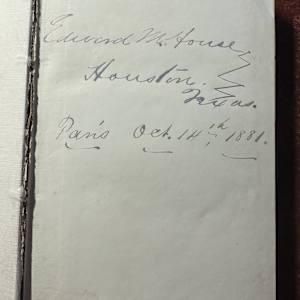 Edward M. House
Houston.
Texas.
Paris Oct. 14th, 1881.